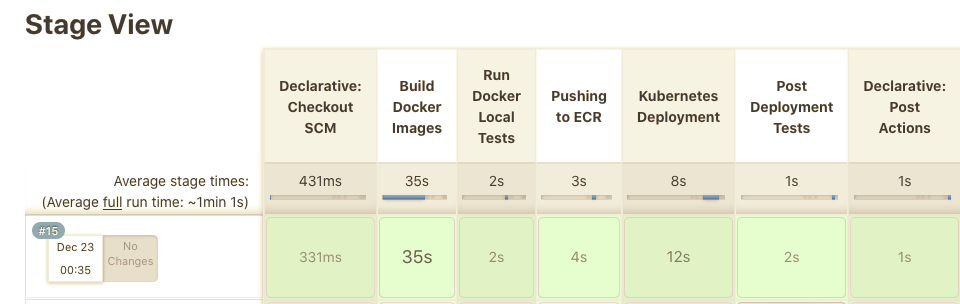 Stage View
Declarative:
Checkout
SCM
Build
Docker
Images
Run
Docker
Local
Tests
Pushing
to ECR
Kubernetes
Deployment
Post
Deployment
Tests
Declarative:
Post
Actions
Average stage times:
(Average full run time: ~1min 1s)
431ms
35s
2s
3s
8s
1s
1s
#15
Dec 23
00:35
No
Changes
331ms
35s
2s
4s
12s
2s
1s